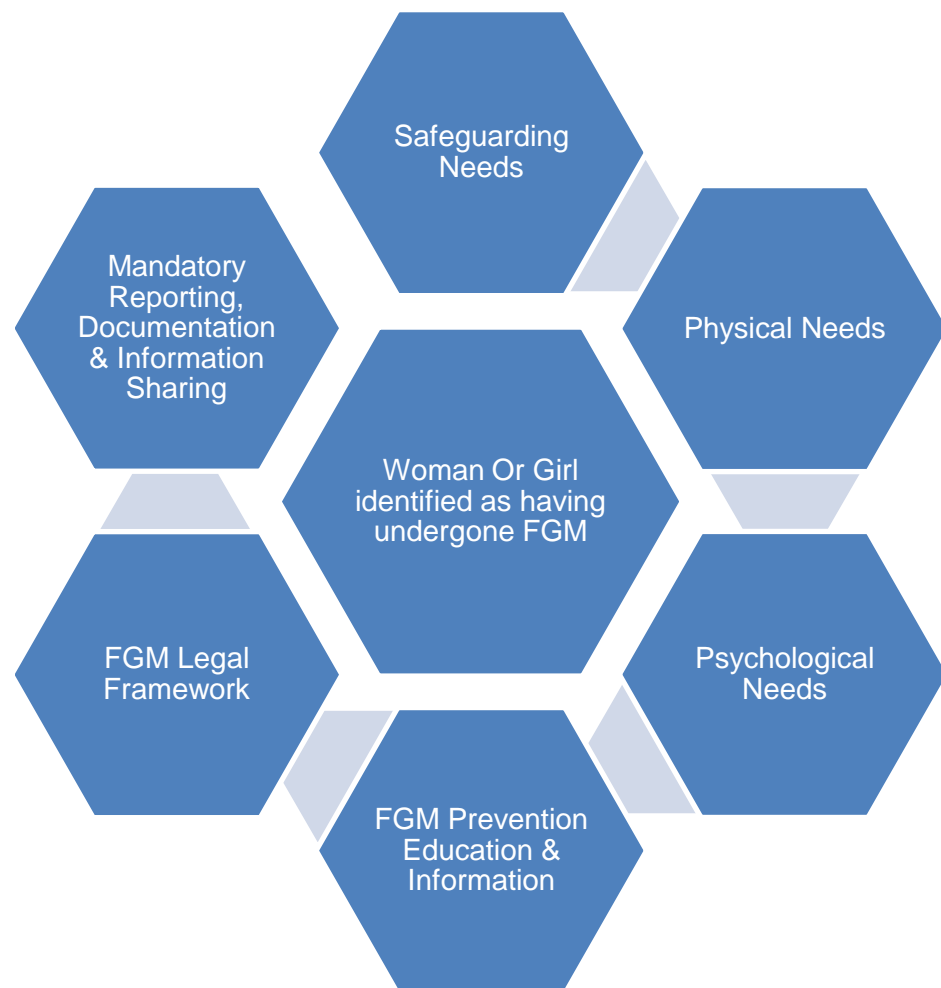 Safeguarding
Needs
Mandatory
Reporting,
Documentation
& Information
Sharing
Physical Needs
Woman Or Girl
identified as having
undergone FGM
FGM Legal
Framework
Psychological
Needs
FGM Prevention
Education &
Information